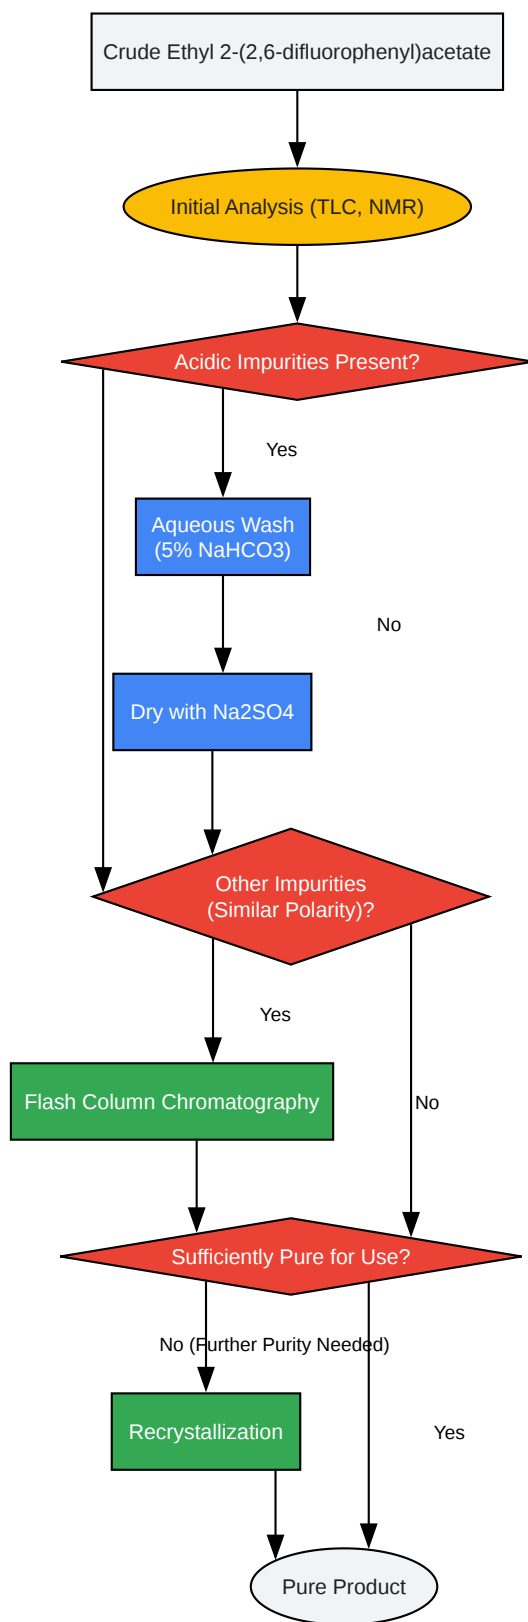 Crude Ethyl 2-(2,6-difluorophenyl)acetate
Initial Analysis (TLC, NMR)
Acidic Impurities Present?
Yes
Aqueous Wash
(5% NaHCO3)
No
Dry with Na2SO4
Other Impurities
(Similar Polarity)?
Yes
Flash Column Chromatography
No
Sufficiently Pure for Use?
No (Further Purity Needed)
Recrystallization
Yes
Pure Product